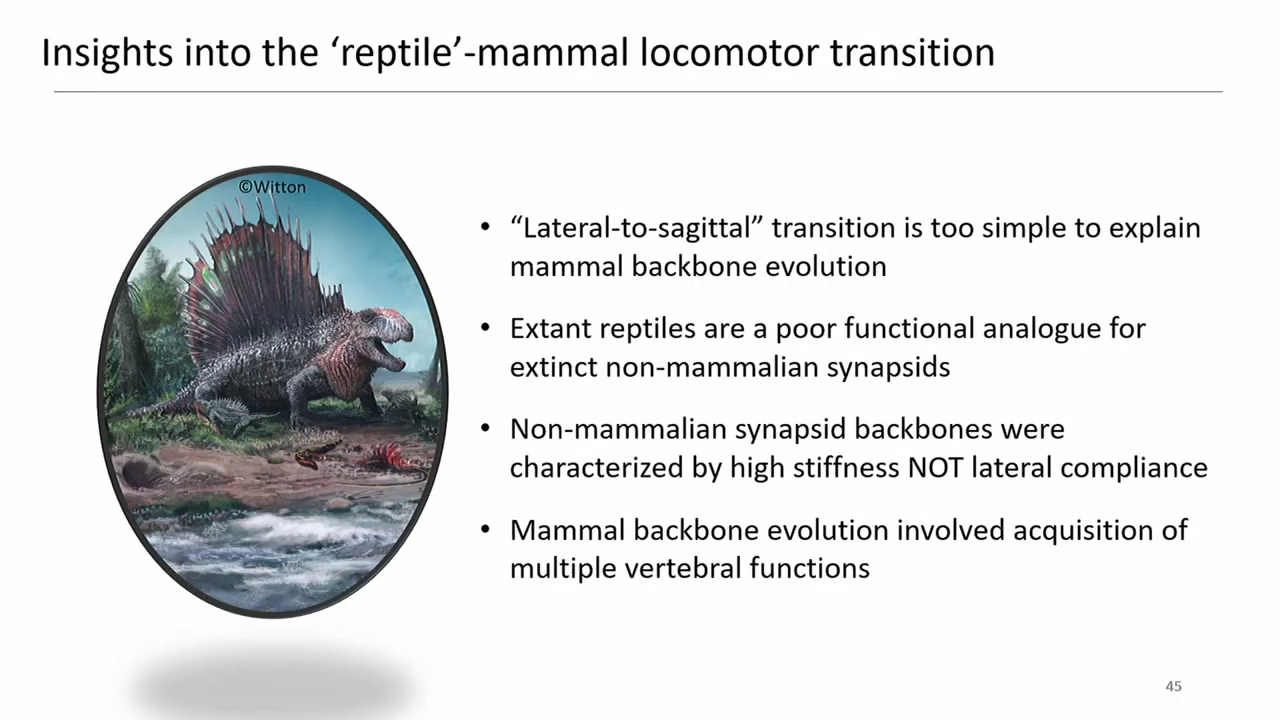 Insights into the ‘reptile’-mammal locomotor transition
©Witton
• “Lateral-to-sagittal” transition is too simple to explain
mammal backbone evolution
• Extant reptiles are a poor functional analogue for
extinct non-mammalian synapsids
• Non-mammalian synapsid backbones were
characterized by high stiffness NOT lateral compliance
• Mammal backbone evolution involved acquisition of
multiple vertebral functions
45